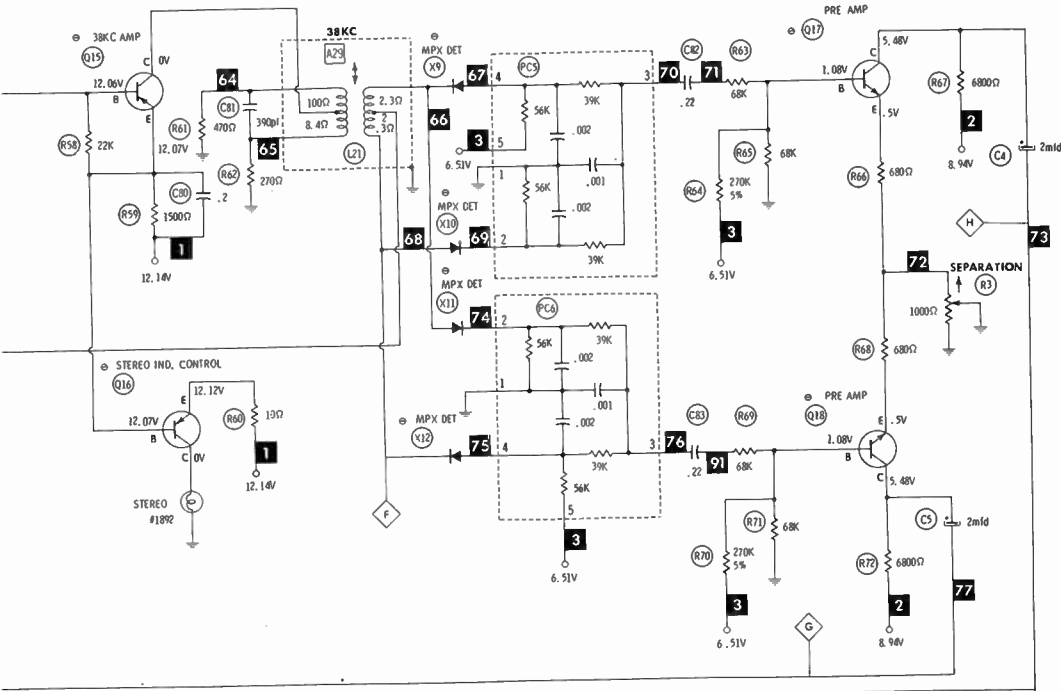 PRE AMP
⊖ Q17
38KC
⊖ 38KC AMP
Q15
C 0V
A29
⊖
MPX DET
X9
67
4
PC5
3
70
C82
71
R63
C 5.48V
12.06V
B
64
100Ω
8.4Ω
2.3Ω
2
.3Ω
66
56K
39K
.22
68K
1.08V
B
R67
6800Ω
E
12.07V
R61
470Ω
C81
390pf
65
3
5
6.51V
.002
E .5V
2
8.94V
C4
2mfd
R58
22K
L21
R62
270Ω
1
56K
.001
.002
R65
68K
R64
270K
5%
R66
680Ω
C80
.2
R59
1500Ω
⊖
MPX DET
X10
68
69
2
39K
3
6.51V
H
73
1
12.14V
⊖
MPX DET
X11
74
2
PC6
72
SEPARATION
R3
1000Ω
56K
39K
.002
R68
680Ω
⊖ STEREO IND. CONTROL
Q16
E 12.12V
1
.001
.002
⊖ PRE AMP
Q18
12.07V
B
R60
10Ω
⊖
MPX DET
X12
75
4
3
76
C83
.22
91
R69
68K
E .5V
1.08V
B
C 0V
1
12.14V
39K
C 5.48V
STEREO
#1892
F
56K
5
3
6.51V
R71
68K
R70
270K
5%
C5
2mfd
R72
6800Ω
3
6.51V
2
8.94V
77
G